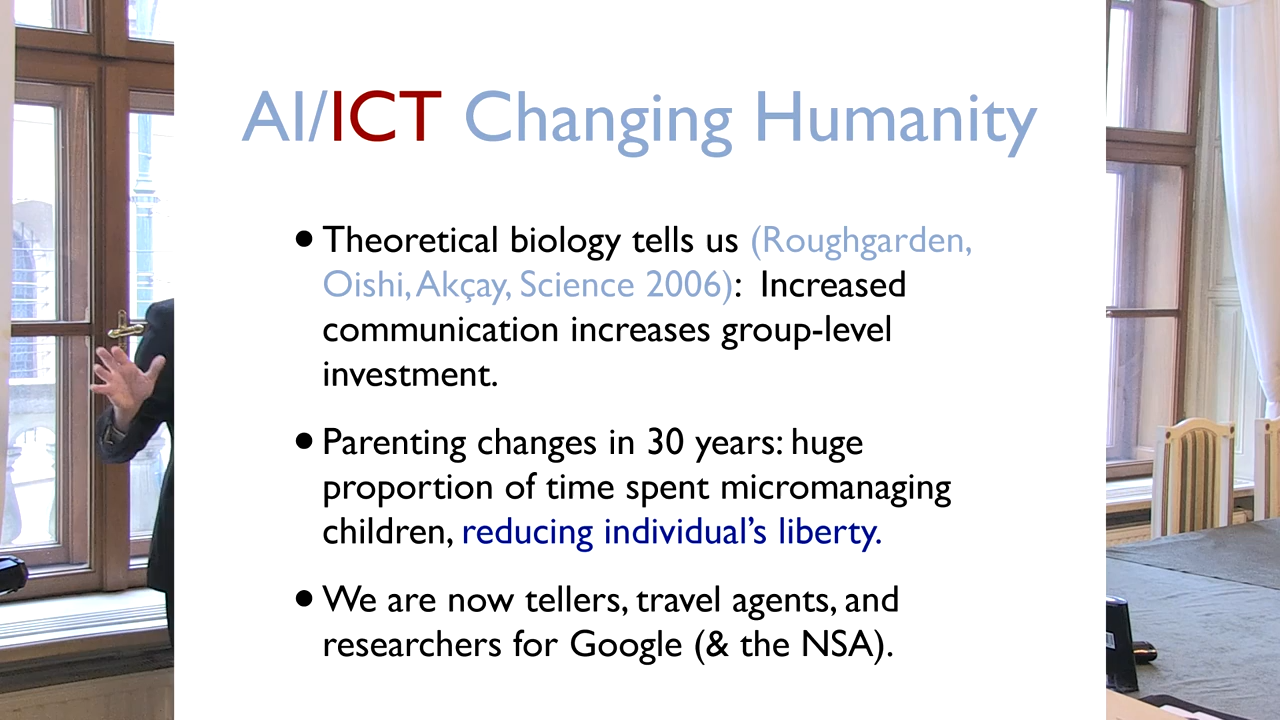 AI/ICT Changing Humanity
• Theoretical biology tells us (Roughgarden,
Oishi, Akçay, Science 2006): Increased
communication increases group-level
investment.
• Parenting changes in 30 years: huge
proportion of time spent micromanaging
children, reducing individual's liberty.
• We are now tellers, travel agents, and
researchers for Google (& the NSA).